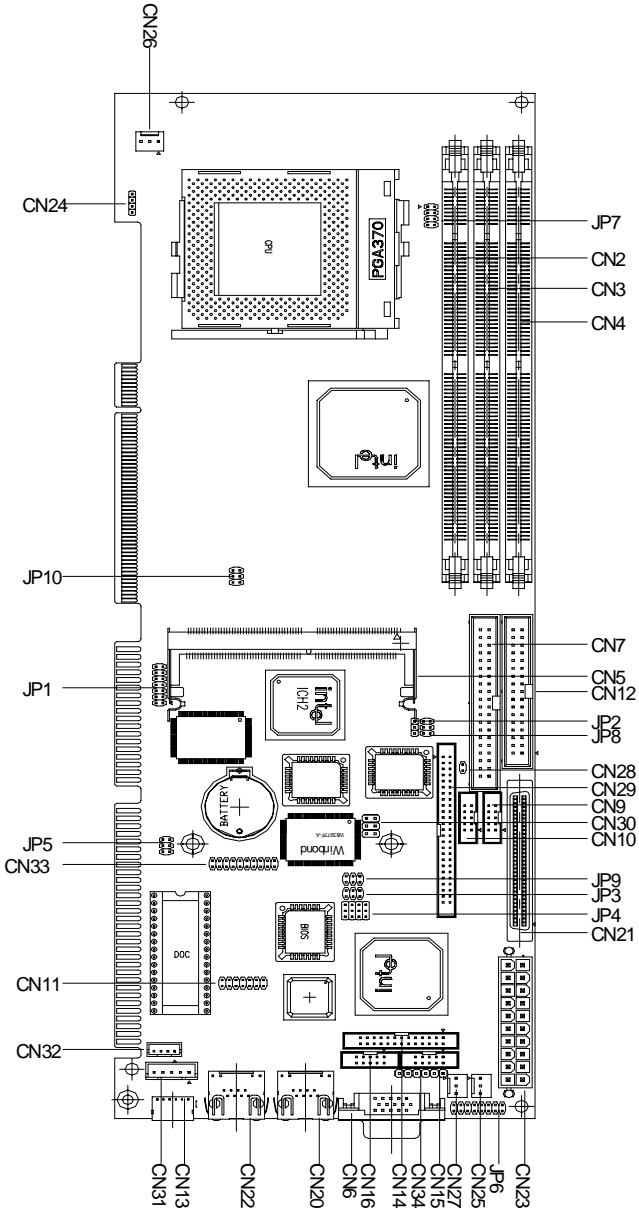 CN26
CN24
CPU
PGA370
JP7
CN2
CN3
CN4
intel
JP10
CN7
CN5
CN12
JP1
intel
ICH2
JP2
JP8
CN28
CN29
CN9
CN30
CN10
BATTERY
Winbond
JP5
CN33
JP9
JP3
JP4
CN21
BIOS
DOC
intel
CN11
CN32
CN31
CN13
CN22
CN20
CN6
CN16
CN14
CN34
CN15
CN27
CN25
JP6
CN23